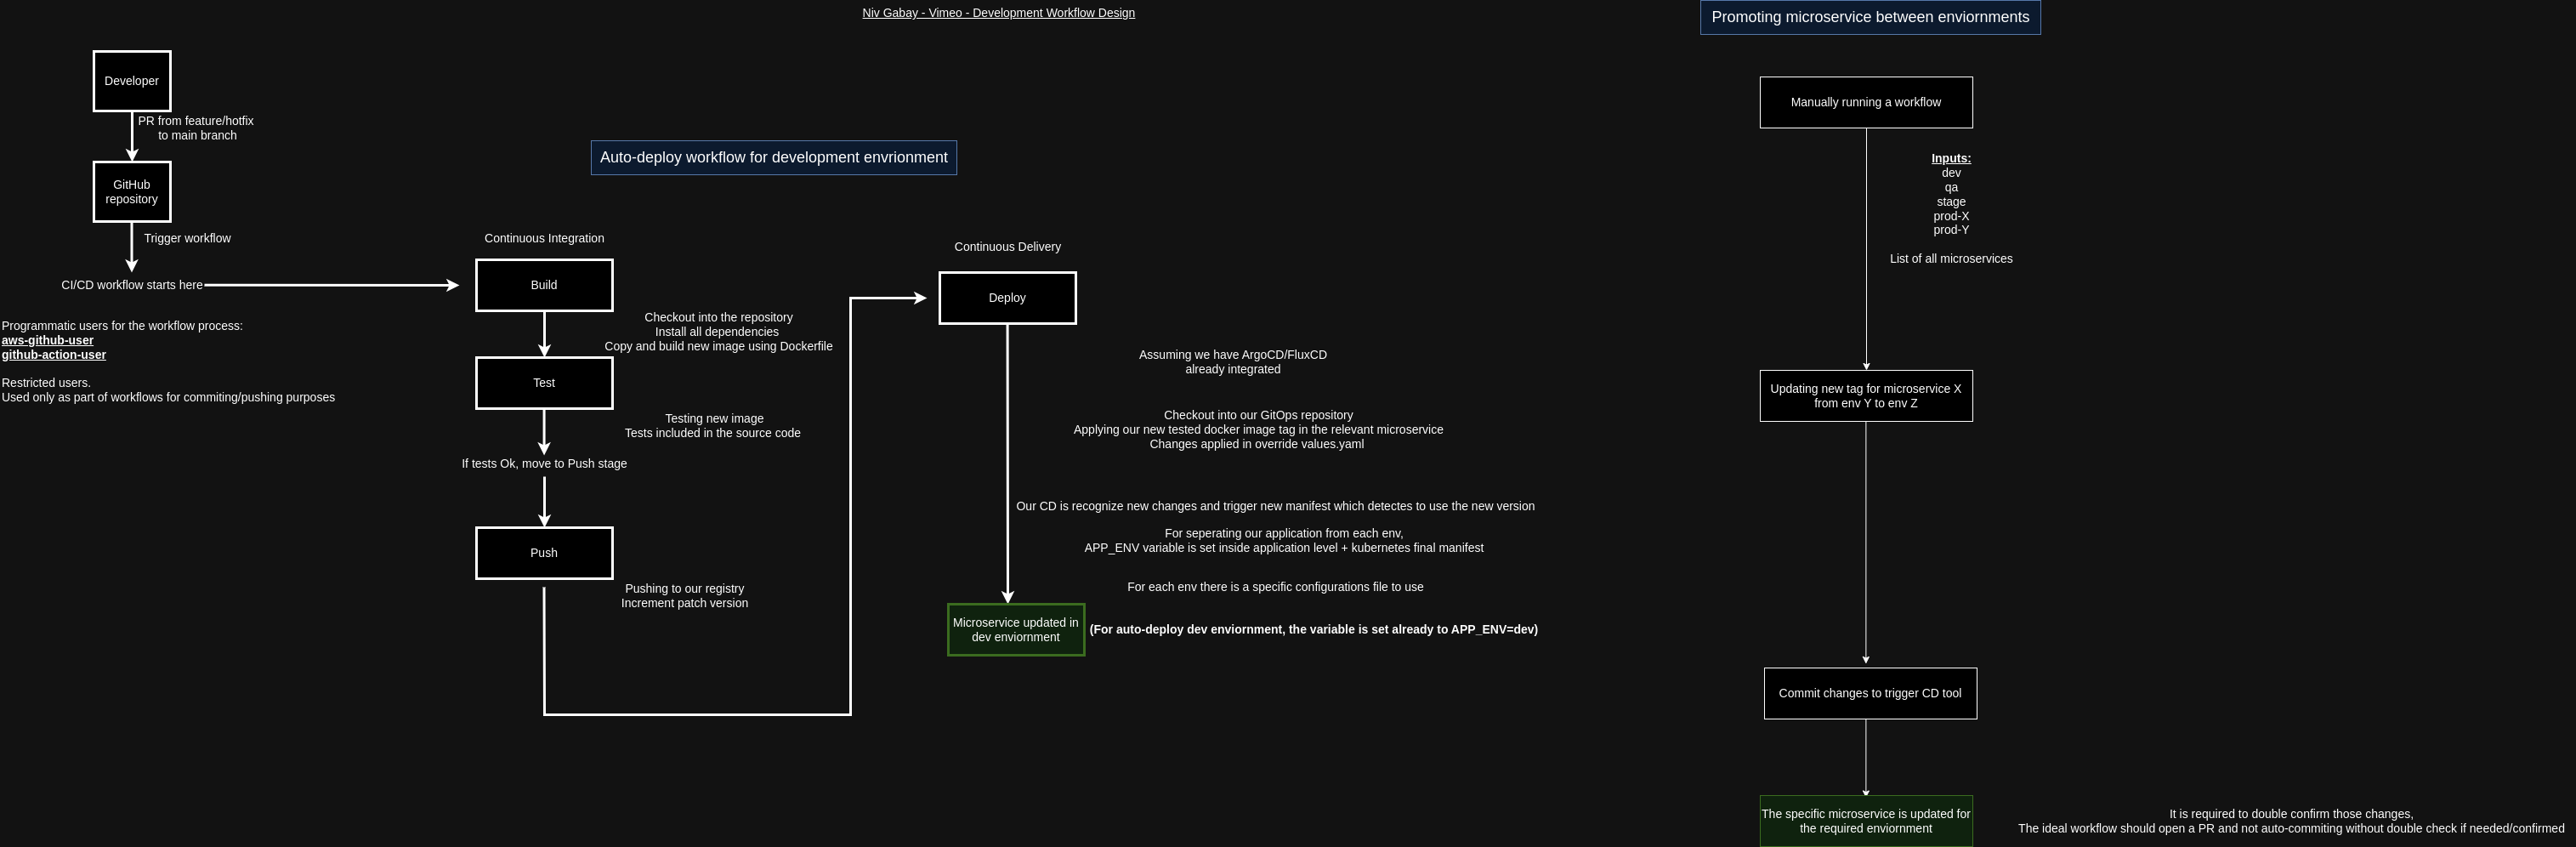 Niv Gabay - Vimeo - Development Workflow Design
Developer
PR from feature/hotfix
to main branch
GitHub
repository
Trigger workflow
CI/CD workflow starts here
Programmatic users for the workflow process:
aws-github-user
github-action-user
Restricted users.
Used only as part of workflows for commiting/pushing purposes
Auto-deploy workflow for development envrionment
Continuous Integration
Build
Checkout into the repository
Install all dependencies
Copy and build new image using Dockerfile
Test
Testing new image
Tests included in the source code
If tests Ok, move to Push stage
Push
Pushing to our registry
Increment patch version
Continuous Delivery
Deploy
Assuming we have ArgoCD/FluxCD
already integrated
Checkout into our GitOps repository
Applying our new tested docker image tag in the relevant microservice
Changes applied in override values.yaml
Our CD is recognize new changes and trigger new manifest which detectes to use the new version
For seperating our application from each env,
APP_ENV variable is set inside application level + kubernetes final manifest
For each env there is a specific configurations file to use
Microservice updated in
dev enviornment
(For auto-deploy dev enviornment, the variable is set already to APP_ENV=dev)
Promoting microservice between enviornments
Manually running a workflow
Inputs:
dev
qa
stage
prod-X
prod-Y
List of all microservices
Updating new tag for microservice X
from env Y to env Z
Commit changes to trigger CD tool
The specific microservice is updated for
the required enviornment
It is required to double confirm those changes,
The ideal workflow should open a PR and not auto-commiting without double check if needed/confirmed